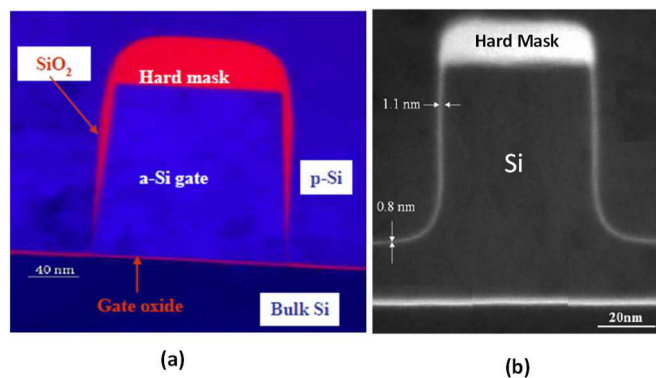 SiO₂
Hard mask
a-Si gate
p-Si
40 nm
Gate oxide
Bulk Si
(a)
Hard Mask
1.1 nm
Si
0.8 nm
20nm
(b)